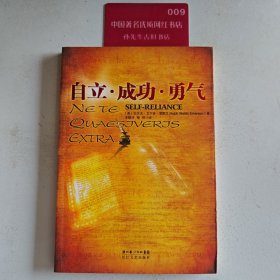 009
中国著名优质网红书店
孙先生古旧书店
自立·成功·勇气
SELF-RELIANCE
NE TE
QUAESIVERIS
EXTRA